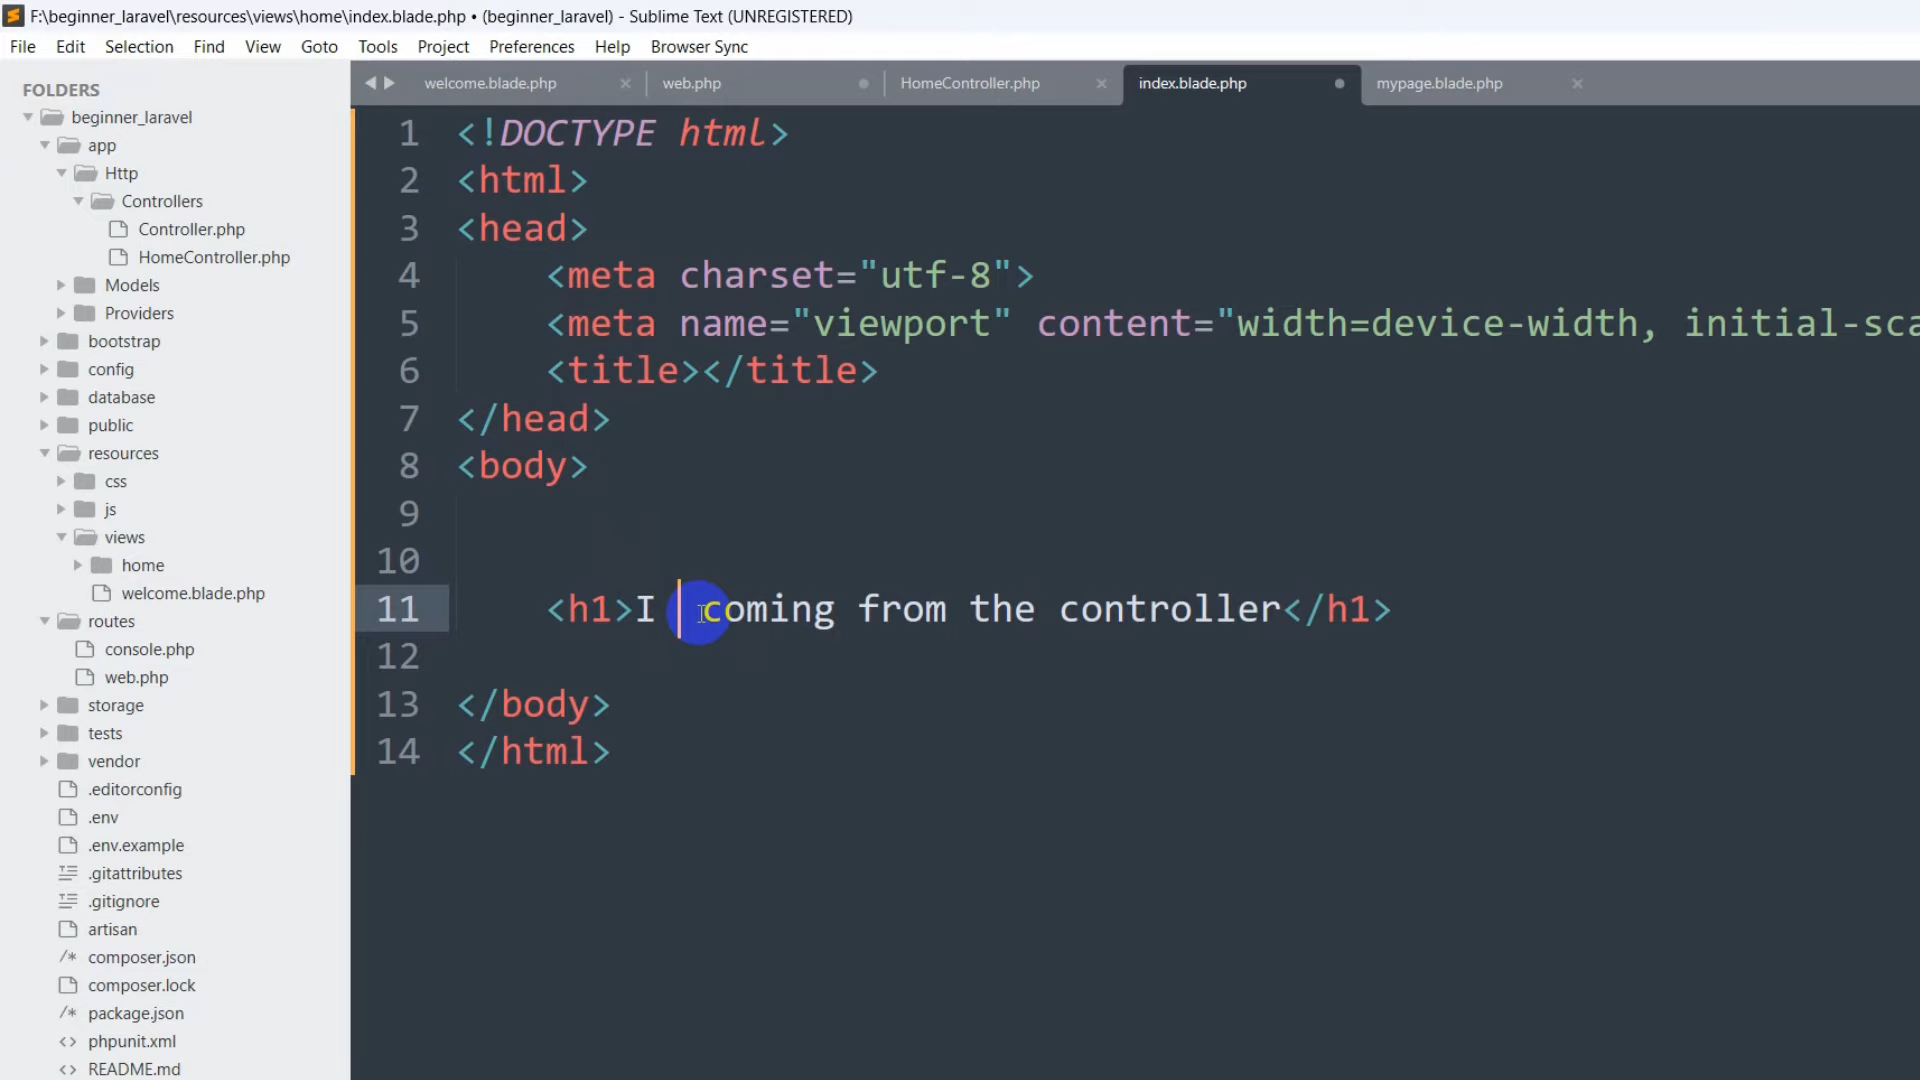 F:\beginner_laravel\resources\views\home\index.blade.php • (beginner_laravel) - Sublime Text (UNREGISTERED)
File Edit Selection Find View Goto Tools Project Preferences Help Browser Sync
FOLDERS
beginner_laravel
app
Http
Controllers
Controller.php
HomeController.php
Models
Providers
bootstrap
config
database
public
resources
css
js
views
home
welcome.blade.php
routes
console.php
web.php
storage
tests
vendor
.editorconfig
.env
.env.example
.gitattributes
.gitignore
artisan
composer.json
composer.lock
package.json
phpunit.xml
README.md
welcome.blade.php web.php HomeController.php index.blade.php mypage.blade.php
1 <!DOCTYPE html>
2 <html>
3 <head>
4 <meta charset="utf-8">
5 <meta name="viewport" content="width=device-width, initial-sca
6 <title></title>
7 </head>
8 <body>
9
10
11 <h1>I coming from the controller</h1>
12
13 </body>
14 </html>